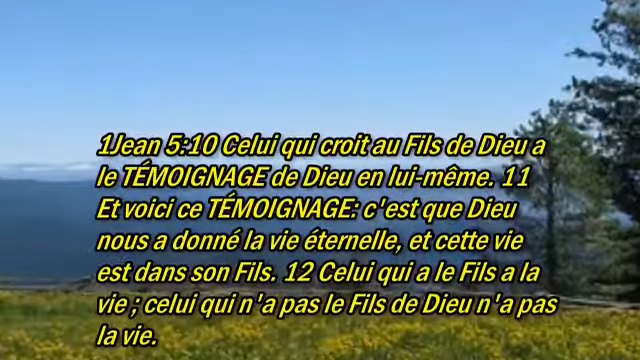 1Jean 5:10 Celui qui croit au Fils de Dieu a
le TÉMOIGNAGE de Dieu en lui-même. 11
Et voici ce TÉMOIGNAGE: c'est que Dieu
nous a donné la vie éternelle, et cette vie
est dans son Fils. 12 Celui qui a le Fils a la
vie ; celui qui n'a pas le Fils de Dieu n'a pas
la vie.